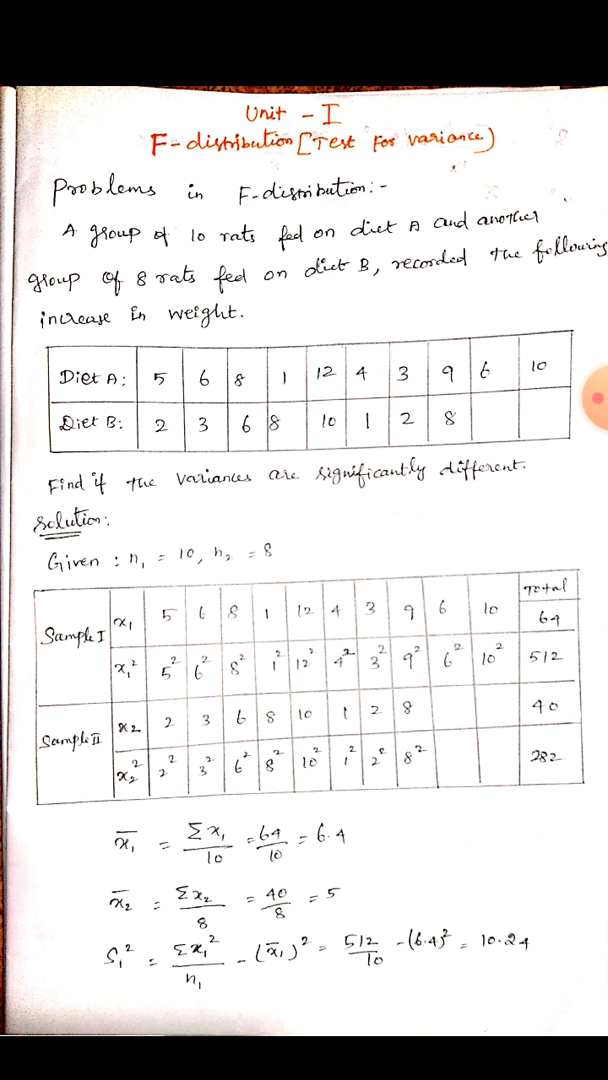 Unit - I
F-distribution [Test for variance)
Problems in F-distribution:-
A group of 10 rats fed on diet A and another
group of 8 rats fed on diet B, recorded the following
increase in weight.
Diet A: 5 6 8 1 12 4 3 9 6 10
Diet B: 2 3 6 8 10 1 2 8
Find if the variances are significantly different.
Solution:
Given : n₁ = 10, n₂ = 8
Total
Sample I x₁ 5 6 8 1 12 4 3 9 6 10 64
x₁² 5² 6² 8² 1² 12² 4² 3² 9² 6² 10² 512
Sample II x₂ 2 3 6 8 10 1 2 8 40
x₂² 2² 3² 6² 8² 10² 1² 2² 8² 282
x̄₁ = Σx₁/10 = 64/10 = 6.4
x̄₂ = Σx₂/8 = 40/8 = 5
S₁² = Σx₁²/n₁ - (x̄₁)² = 512/10 - (6.4)² = 10.24